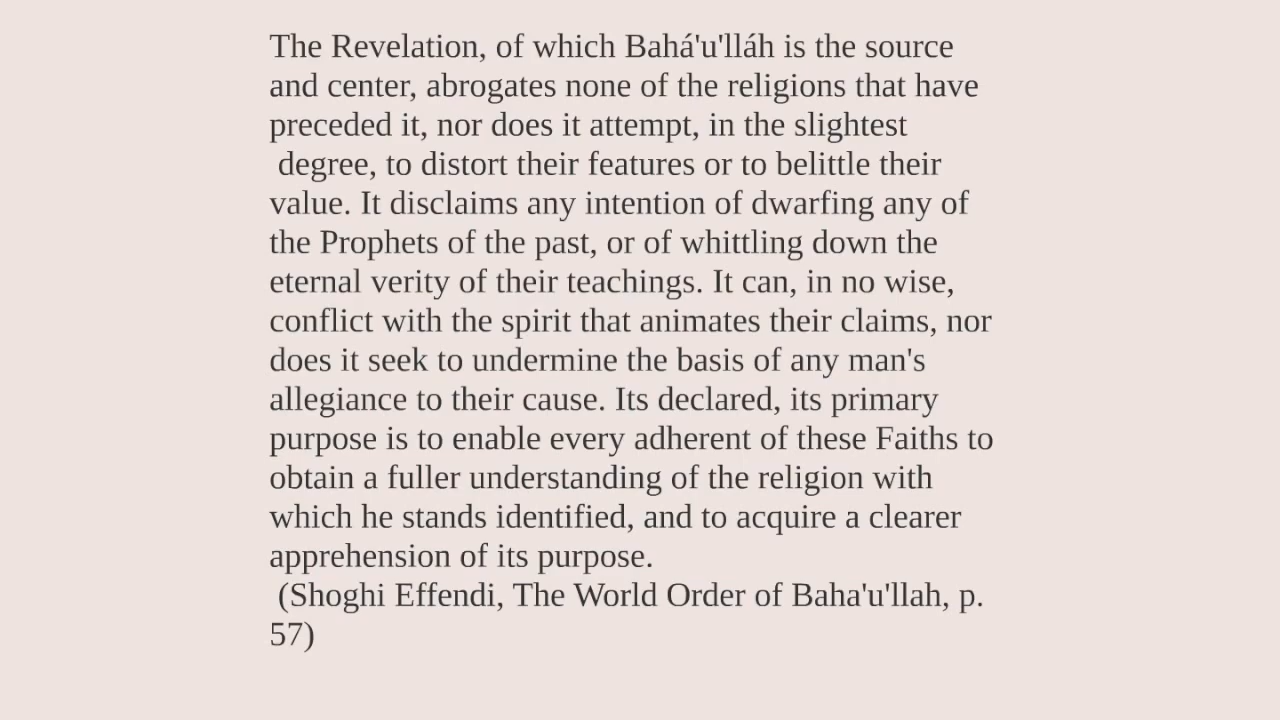 The Revelation, of which Bahá'u'lláh is the source
and center, abrogates none of the religions that have
preceded it, nor does it attempt, in the slightest
degree, to distort their features or to belittle their
value. It disclaims any intention of dwarfing any of
the Prophets of the past, or of whittling down the
eternal verity of their teachings. It can, in no wise,
conflict with the spirit that animates their claims, nor
does it seek to undermine the basis of any man's
allegiance to their cause. Its declared, its primary
purpose is to enable every adherent of these Faiths to
obtain a fuller understanding of the religion with
which he stands identified, and to acquire a clearer
apprehension of its purpose.
(Shoghi Effendi, The World Order of Baha'u'llah, p.
57)